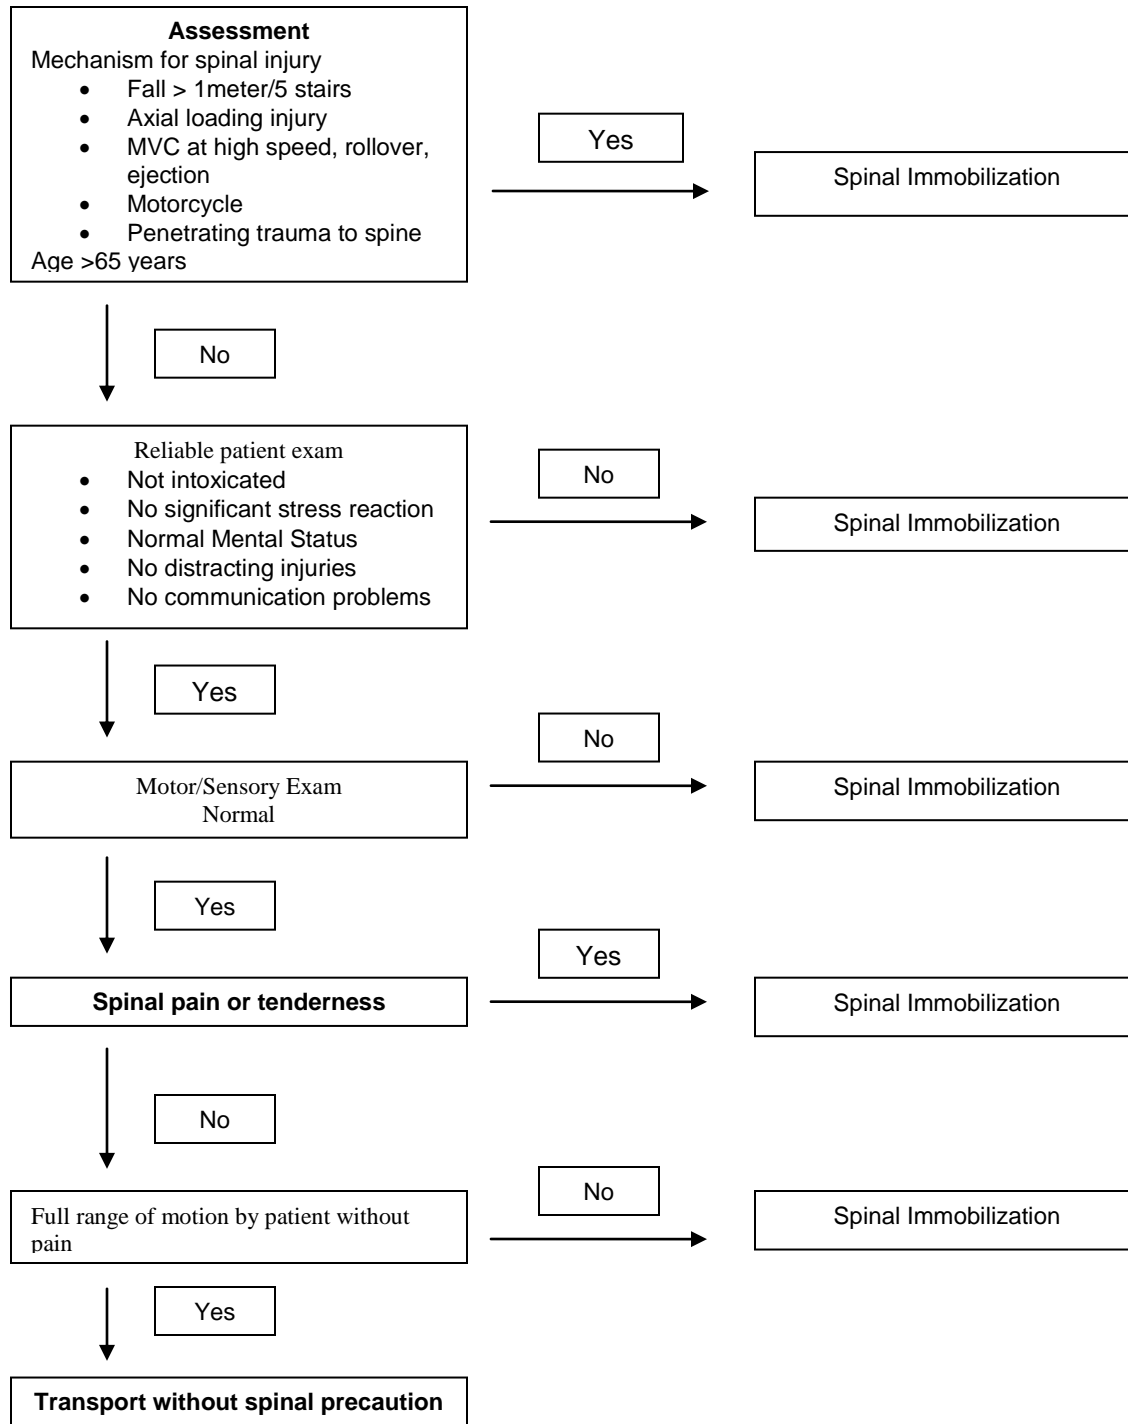 Assessment
Mechanism for spinal injury
• Fall > 1meter/5 stairs
• Axial loading injury
• MVC at high speed, rollover,
ejection
• Motorcycle
• Penetrating trauma to spine
Age >65 years
Yes
Spinal Immobilization
No
Reliable patient exam
• Not intoxicated
• No significant stress reaction
• Normal Mental Status
• No distracting injuries
• No communication problems
No
Spinal Immobilization
Yes
Motor/Sensory Exam
Normal
No
Spinal Immobilization
Yes
Spinal pain or tenderness
Yes
Spinal Immobilization
No
Full range of motion by patient without
pain
No
Spinal Immobilization
Yes
Transport without spinal precaution